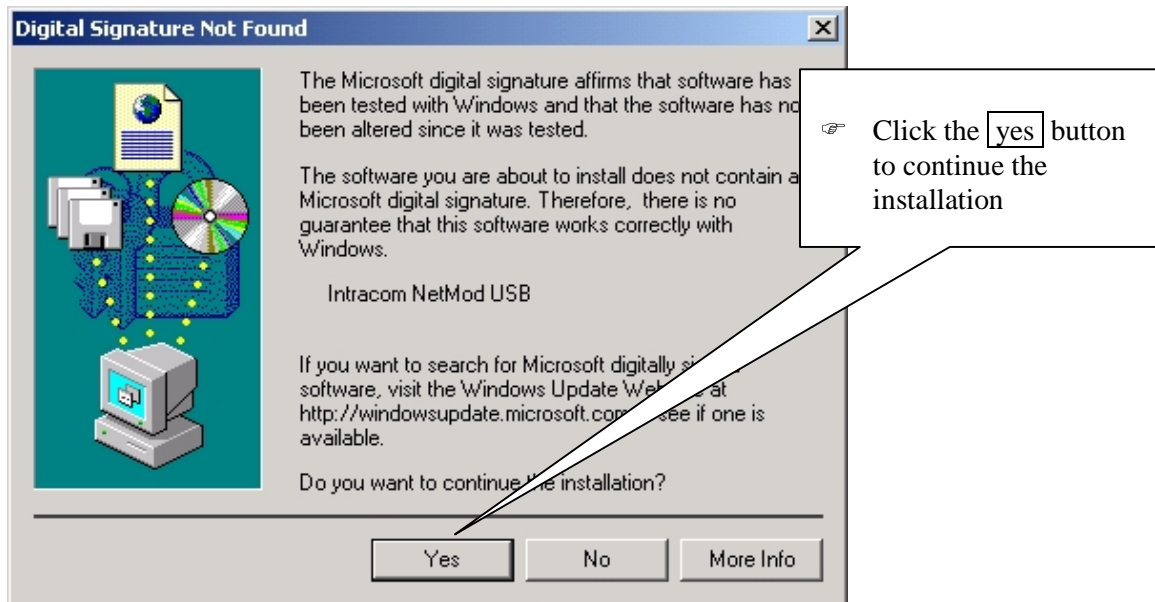 Digital Signature Not Found
The Microsoft digital signature affirms that software has
been tested with Windows and that the software has no
been altered since it was tested.
The software you are about to install does not contain a
Microsoft digital signature. Therefore, there is no
guarantee that this software works correctly with
Windows.
Intracom NetMod USB
If you want to search for Microsoft digitally
software, visit the Windows Update at
http://windowsupdate.microsoft.com see if one is
available.
Do you want to continue the installation?
Yes No More Info
☞ Click the yes button
to continue the
installation